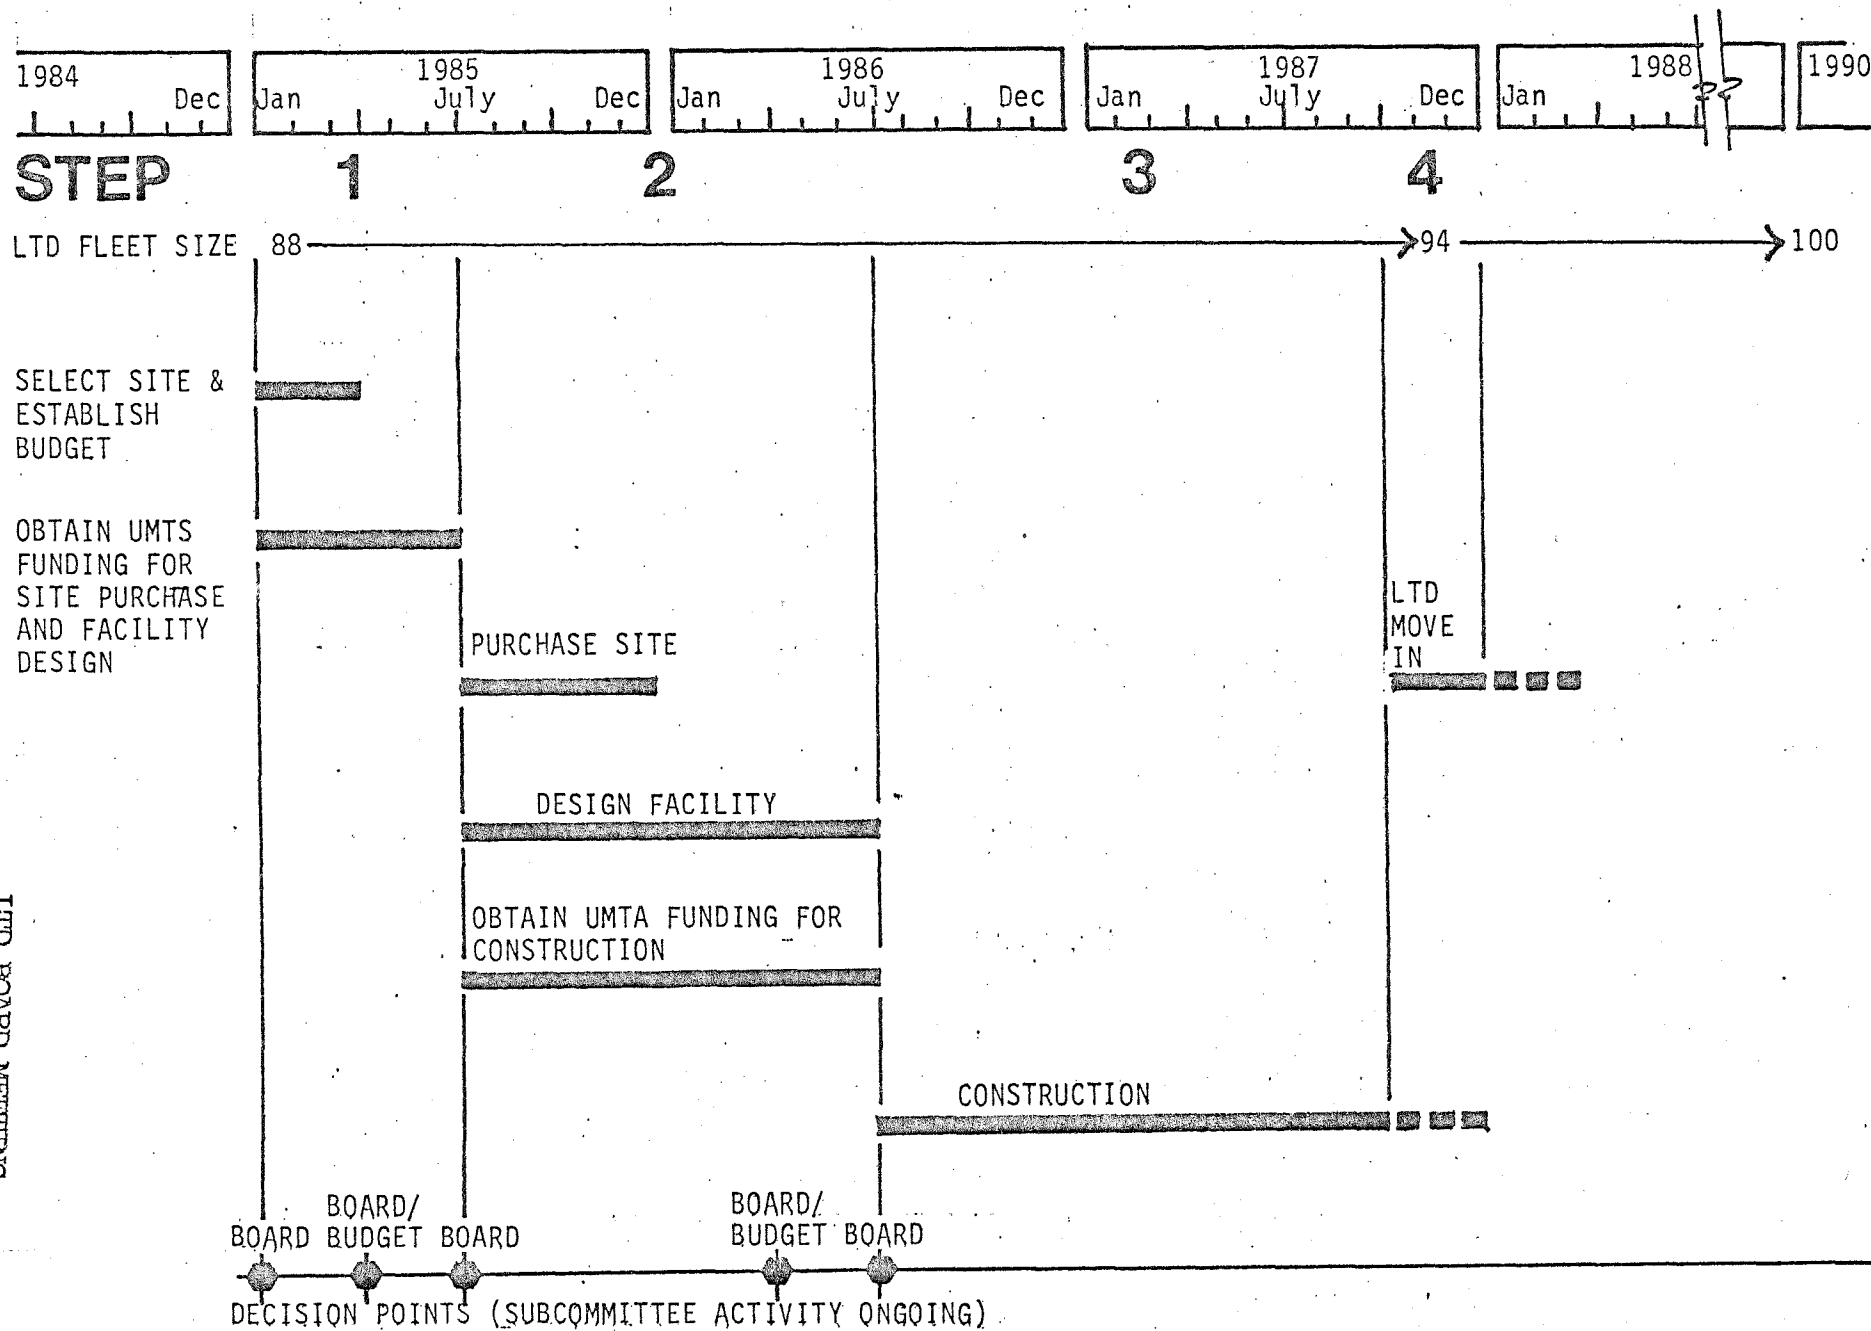 1984
Dec
1985
Jan July Dec
1986
Jan July Dec
1987
Jan July Dec
1988
Jan
1990
STEP 1 2 3 4
LTD FLEET SIZE 88 94 100
SELECT SITE &
ESTABLISH
BUDGET
OBTAIN UMTS
FUNDING FOR
SITE PURCHASE
AND FACILITY
DESIGN
PURCHASE SITE
LTD
MOVE
IN
DESIGN FACILITY
OBTAIN UMTA FUNDING FOR
CONSTRUCTION
CONSTRUCTION
BOARD
BOARD/
BUDGET
BOARD
BOARD/
BUDGET
BOARD
DECISION POINTS (SUBCOMMITTEE ACTIVITY ONGOING)
LTD BOARD MEETING